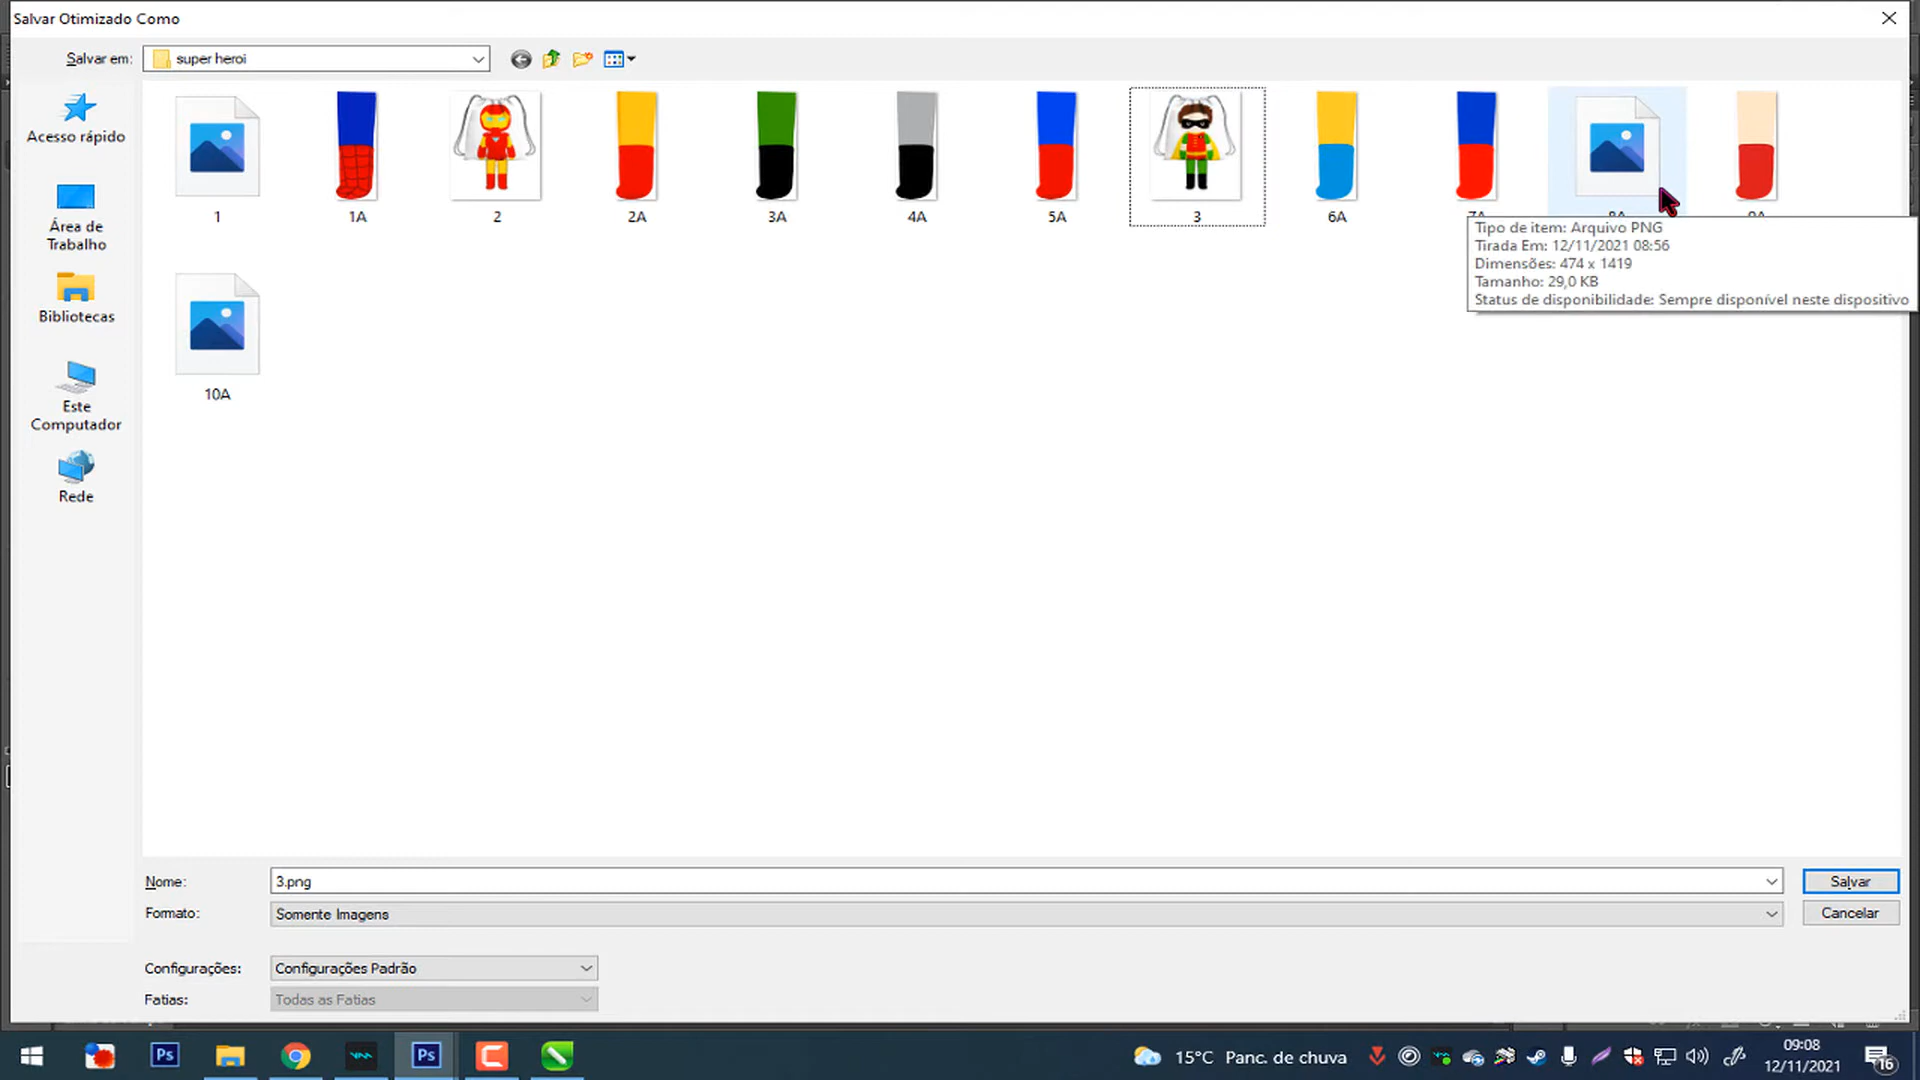 Salvar Otimizado Como
Salvar em:
super heroi
Acesso rápido
Área de
Trabalho
Bibliotecas
Este
Computador
Rede
1
1A
2
2A
3A
4A
5A
3
6A
Tipo de item: Arquivo PNG
Tirada Em: 12/11/2021 08:56
Dimensões: 474 x 1419
Tamanho: 29,0 KB
Status de disponibilidade: Sempre disponível neste dispositivo
10A
Nome:
3.png
Salvar
Formato:
Somente Imagens
Cancelar
Configurações:
Configurações Padrão
Fatias:
Todas as Fatias
Ps
Ps
15°C Panc. de chuva
09:08
12/11/2021
16